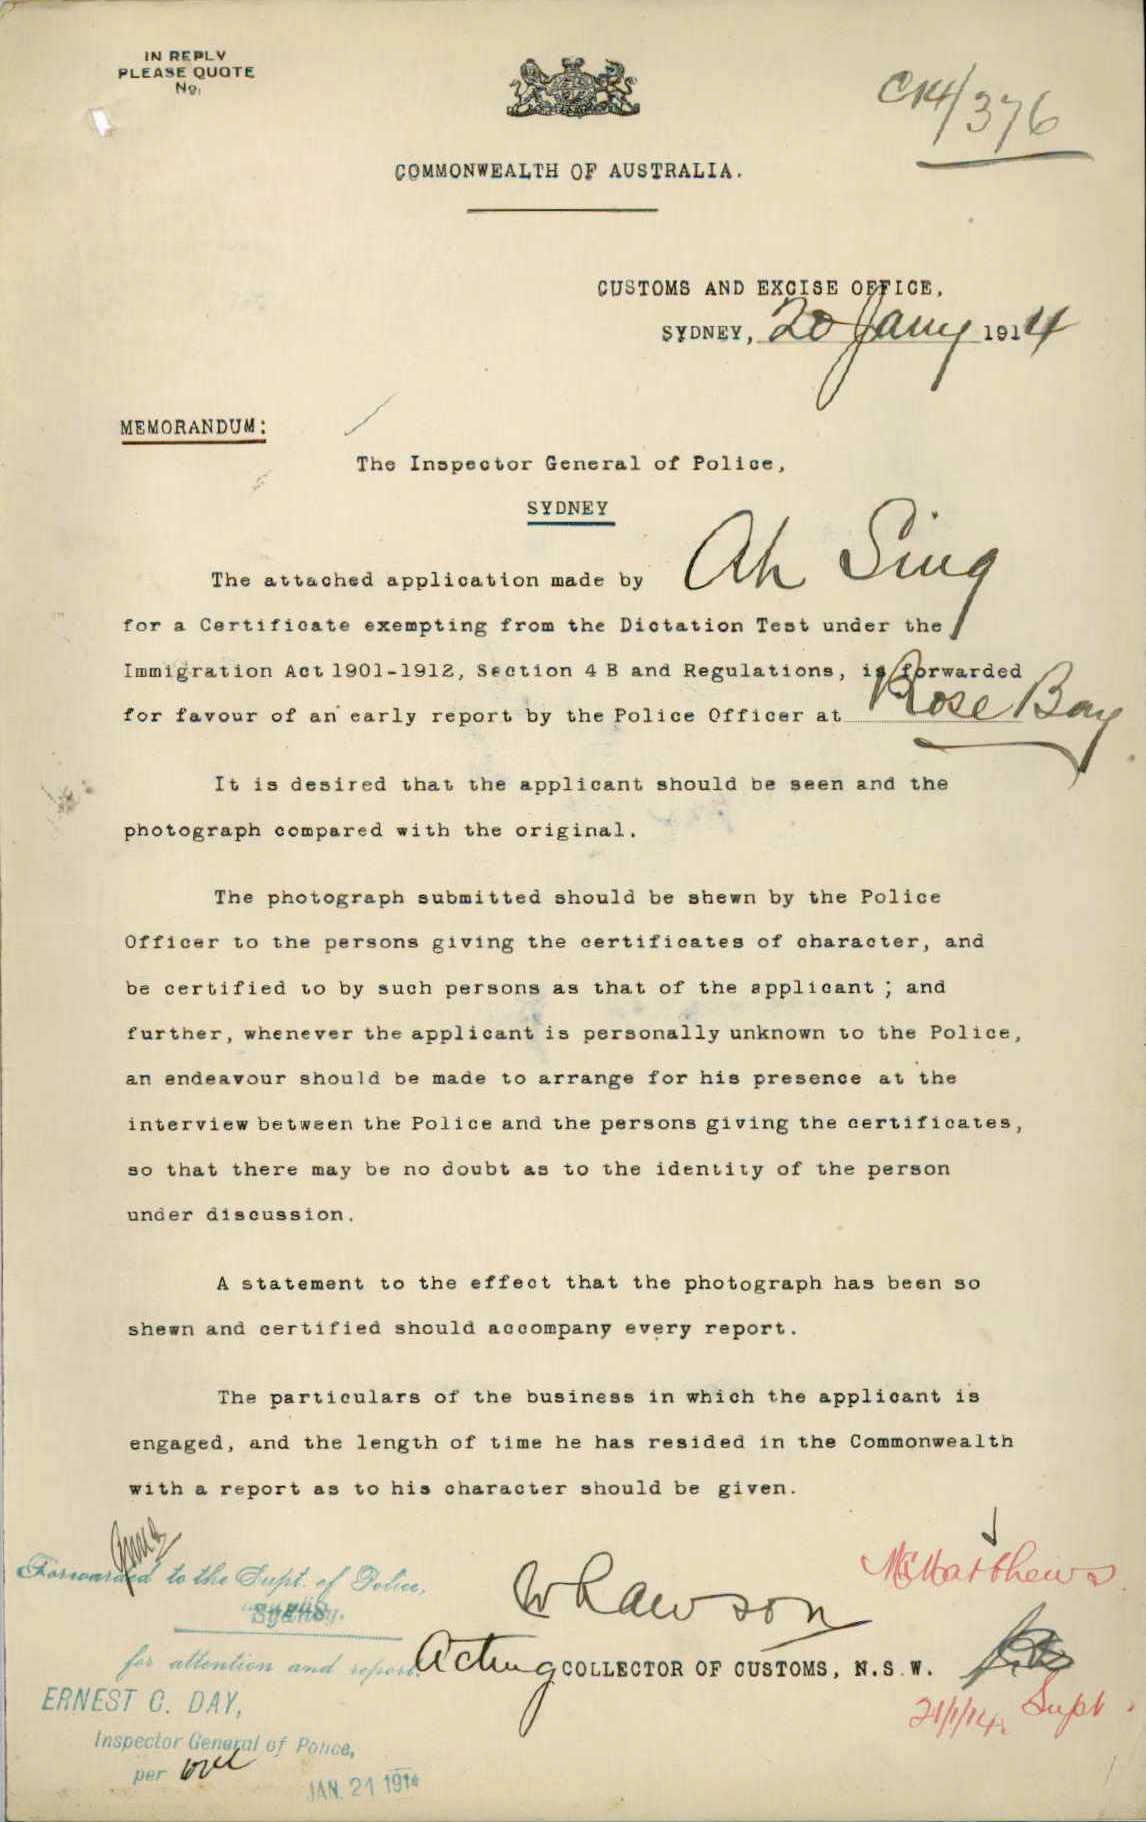 IN REPLY
PLEASE QUOTE
No.
C14/376
COMMONWEALTH OF AUSTRALIA.
CUSTOMS AND EXCISE OFFICE,
SYDNEY, 20 Jany 1914
MEMORANDUM:
The Inspector General of Police,
SYDNEY
The attached application made by Ah Sing
for a Certificate exempting from the Dictation Test under the
Immigration Act 1901-1912, Section 4 B and Regulations, is forwarded
for favour of an early report by the Police Officer at Rose Bay
It is desired that the applicant should be seen and the
photograph compared with the original.
The photograph submitted should be shewn by the Police
Officer to the persons giving the certificates of character, and
be certified to by such persons as that of the applicant; and
further, whenever the applicant is personally unknown to the Police,
an endeavour should be made to arrange for his presence at the
interview between the Police and the persons giving the certificates,
so that there may be no doubt as to the identity of the person
under discussion.
A statement to the effect that the photograph has been so
shewn and certified should accompany every report.
The particulars of the business in which the applicant is
engaged, and the length of time he has resided in the Commonwealth
with a report as to his character should be given.
Forwarded to the Supt. of Police,
Sydney.
for attention and report.
ERNEST C. DAY,
Inspector General of Police,
per
JAN. 21 1914
W Lawson
Acting COLLECTOR OF CUSTOMS, N.S.W.
Mr Matthews
Supt.
21/1/14